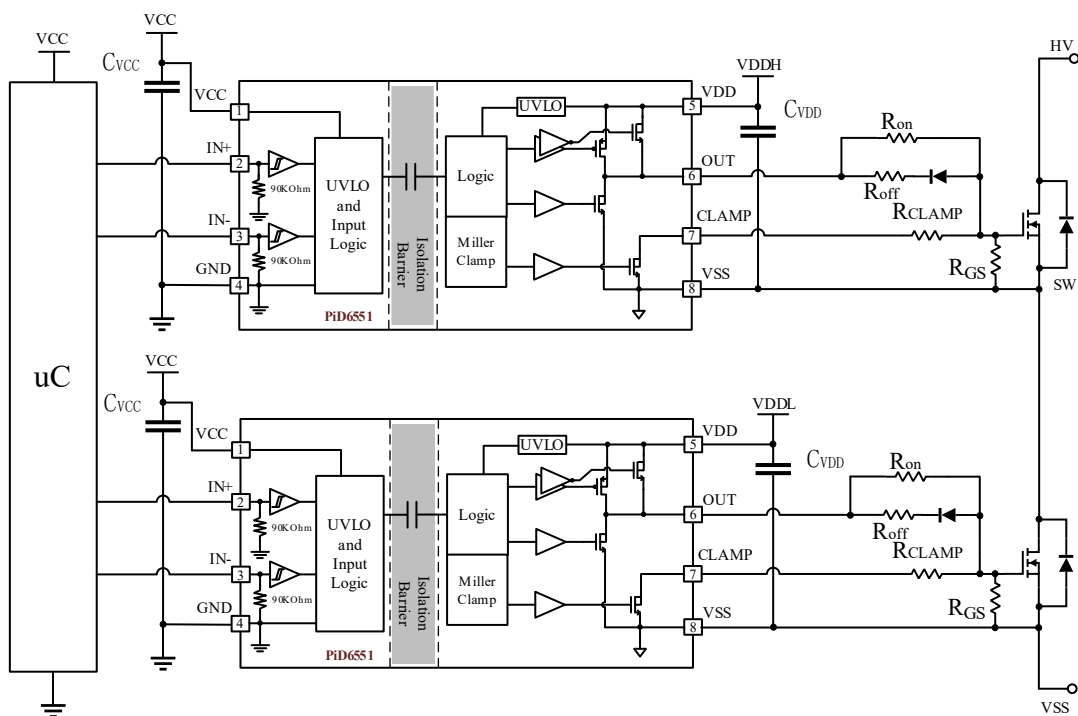 VCC
VCC
CVCC
VCC
1
IN+
2
90KOhm
IN-
3
90KOhm
GND
4
UVLO
and
Input
Logic
Isolation
Barrier
PiD6551
UVLO
Logic
Miller
Clamp
VDD
5
OUT
6
CLAMP
7
VSS
8
VDDH
CVDD
Ron
Roff
RCLAMP
RGS
HV
SW
uC
VCC
CVCC
VCC
1
IN+
2
90KOhm
IN-
3
90KOhm
GND
4
UVLO
and
Input
Logic
Isolation
Barrier
PiD6551
UVLO
Logic
Miller
Clamp
VDD
5
OUT
6
CLAMP
7
VSS
8
VDDL
CVDD
Ron
Roff
RCLAMP
RGS
VSS